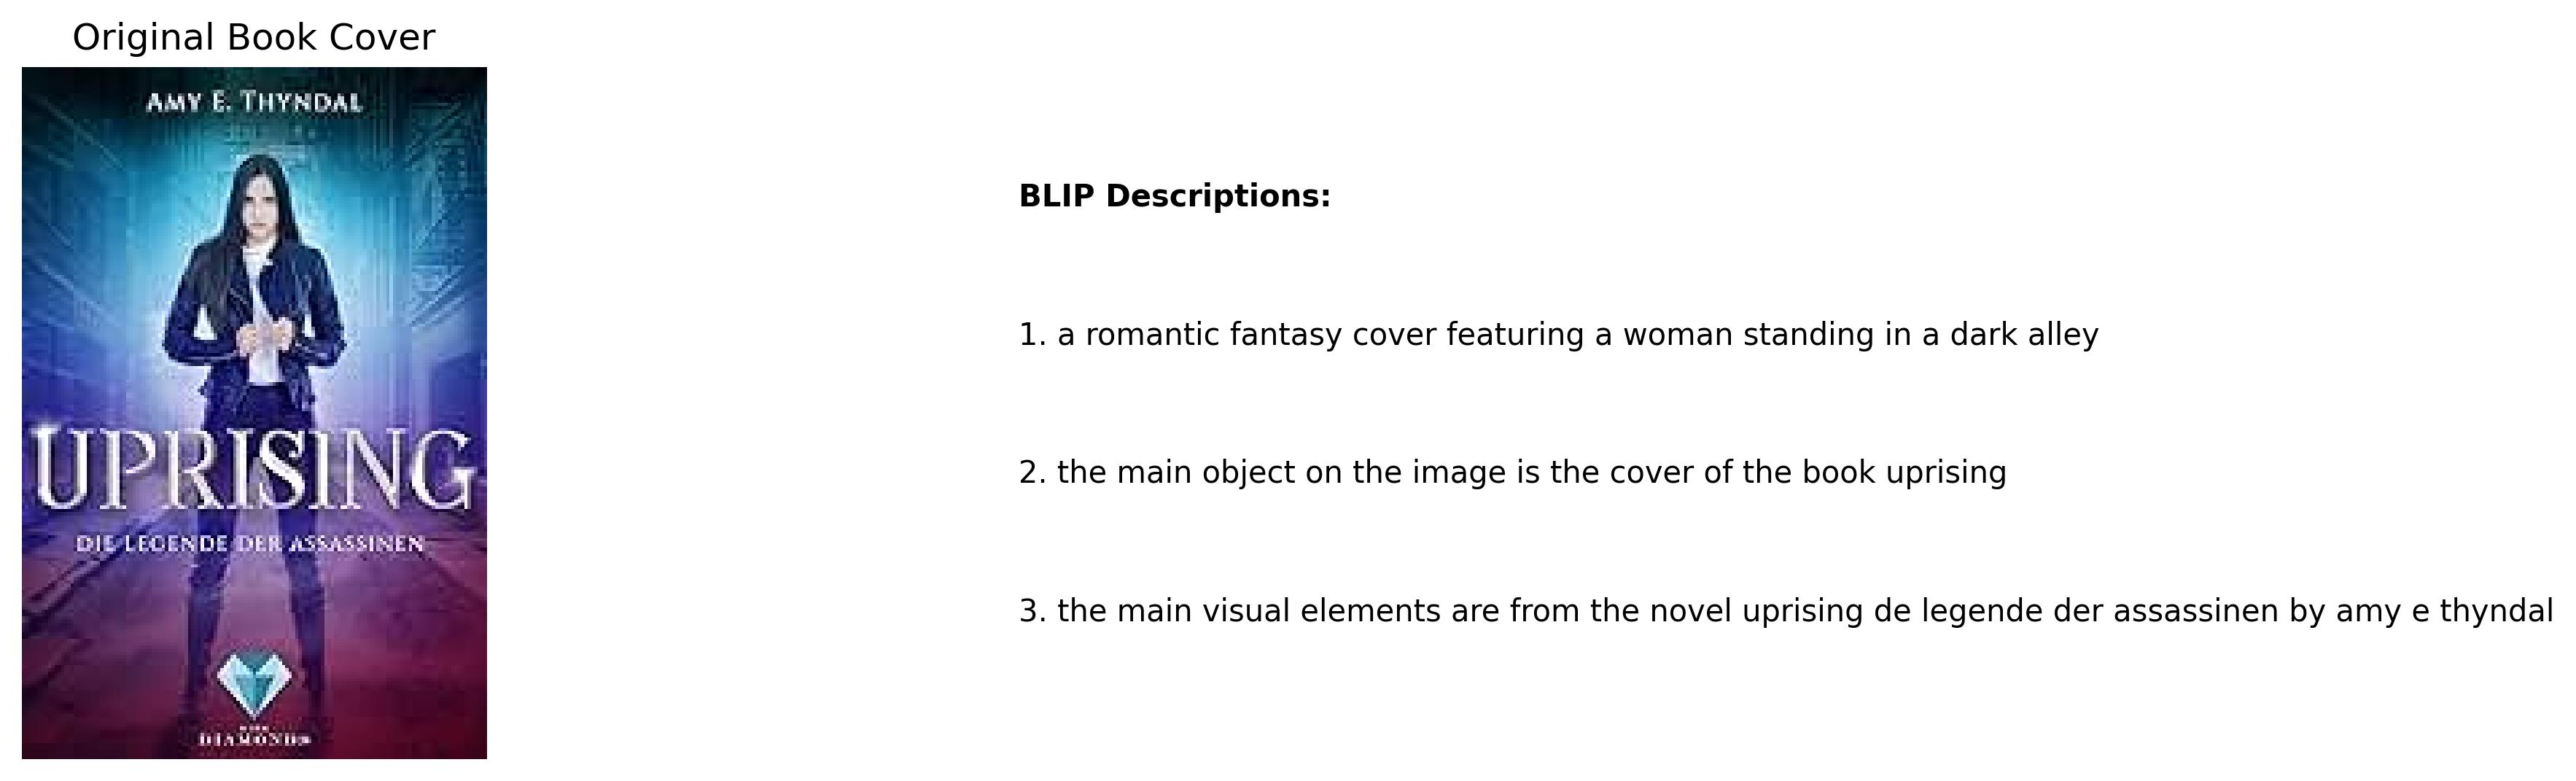 Original Book Cover
AMY E. THYNDAL
UPRISING
DIE LEGENDE DER ASSASSINEN
DIAMONDS
BLIP Descriptions:
1. a romantic fantasy cover featuring a woman standing in a dark alley
2. the main object on the image is the cover of the book uprising
3. the main visual elements are from the novel uprising de legende der assassinen by amy e thyndal